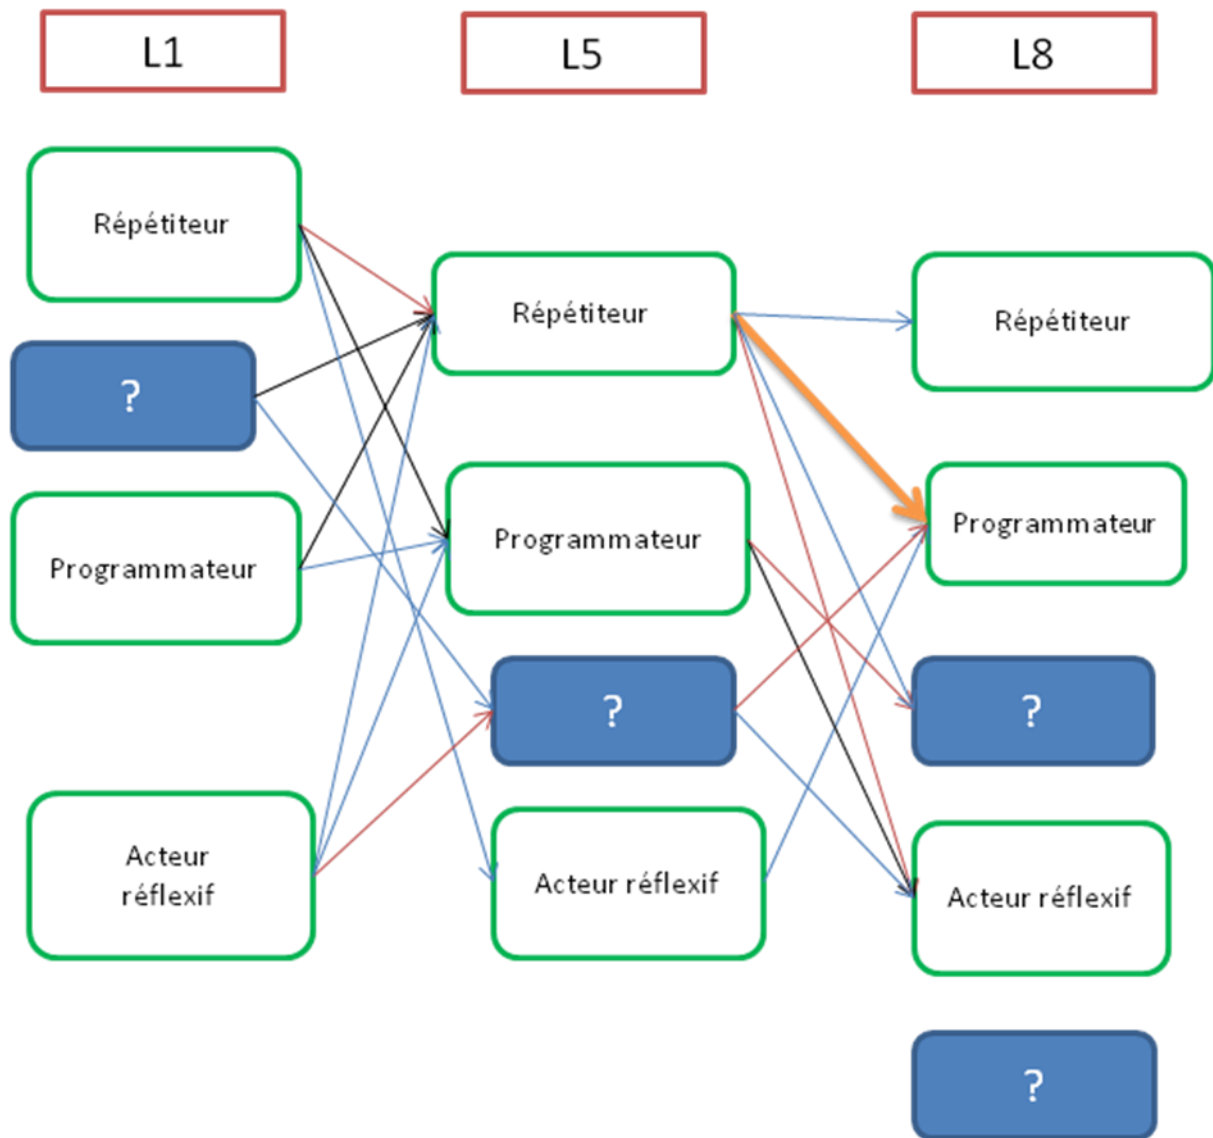 L1
L5
L8
Répétiteur
?
Programmateur
Acteur
réflexif
Répétiteur
Programmateur
?
Acteur réflexif
Répétiteur
Programmateur
?
Acteur réflexif
?